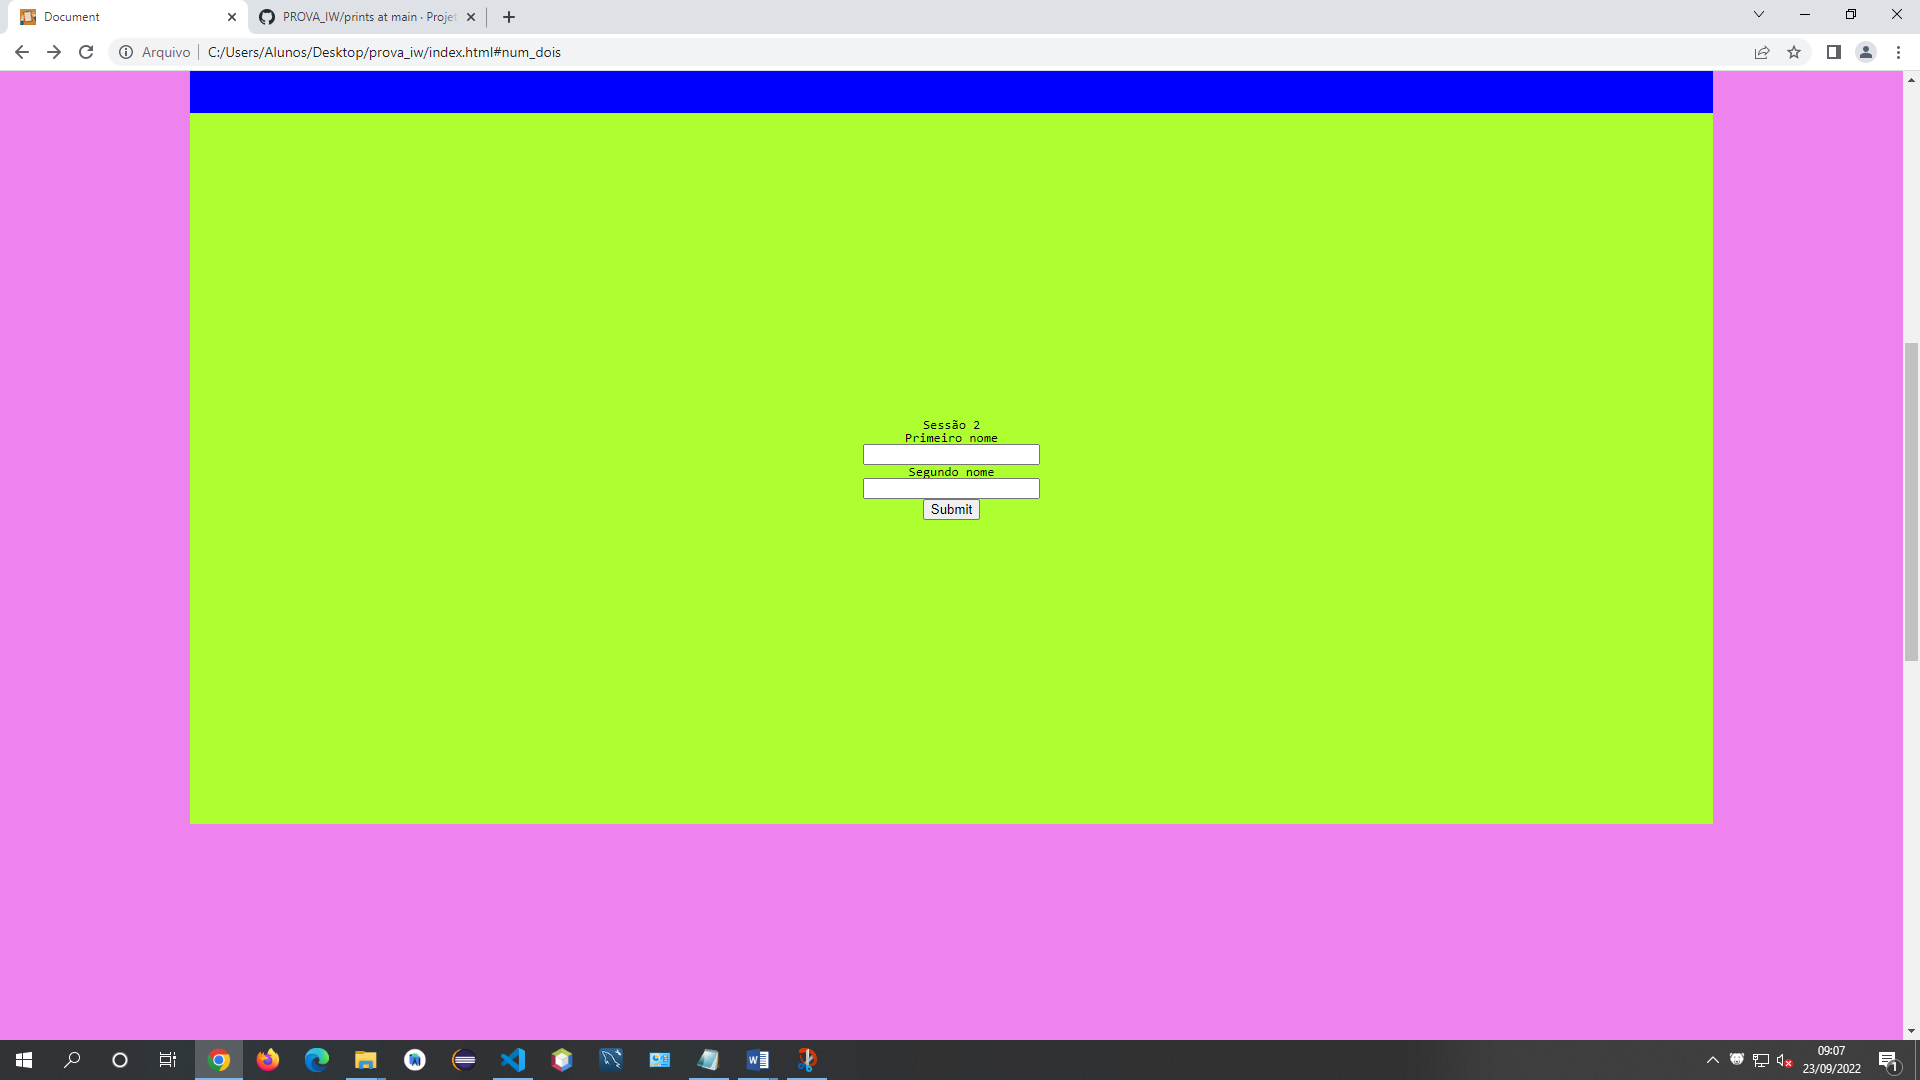 Document
PROVA_IW/prints at main · Projet
Arquivo
C:/Users/Alunos/Desktop/prova_iw/index.html#num_dois
Sessão 2
Primeiro nome
Segundo nome
Submit
09:07
23/09/2022
1